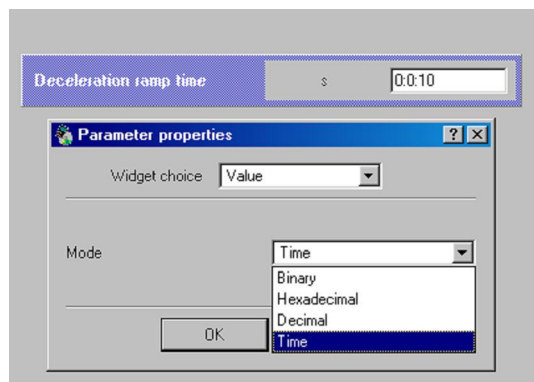 Deceleration ramp time s 0:0:10
Parameter properties ? X
Widget choice Value
Mode Time
Binary
Hexadecimal
Decimal
OK Time